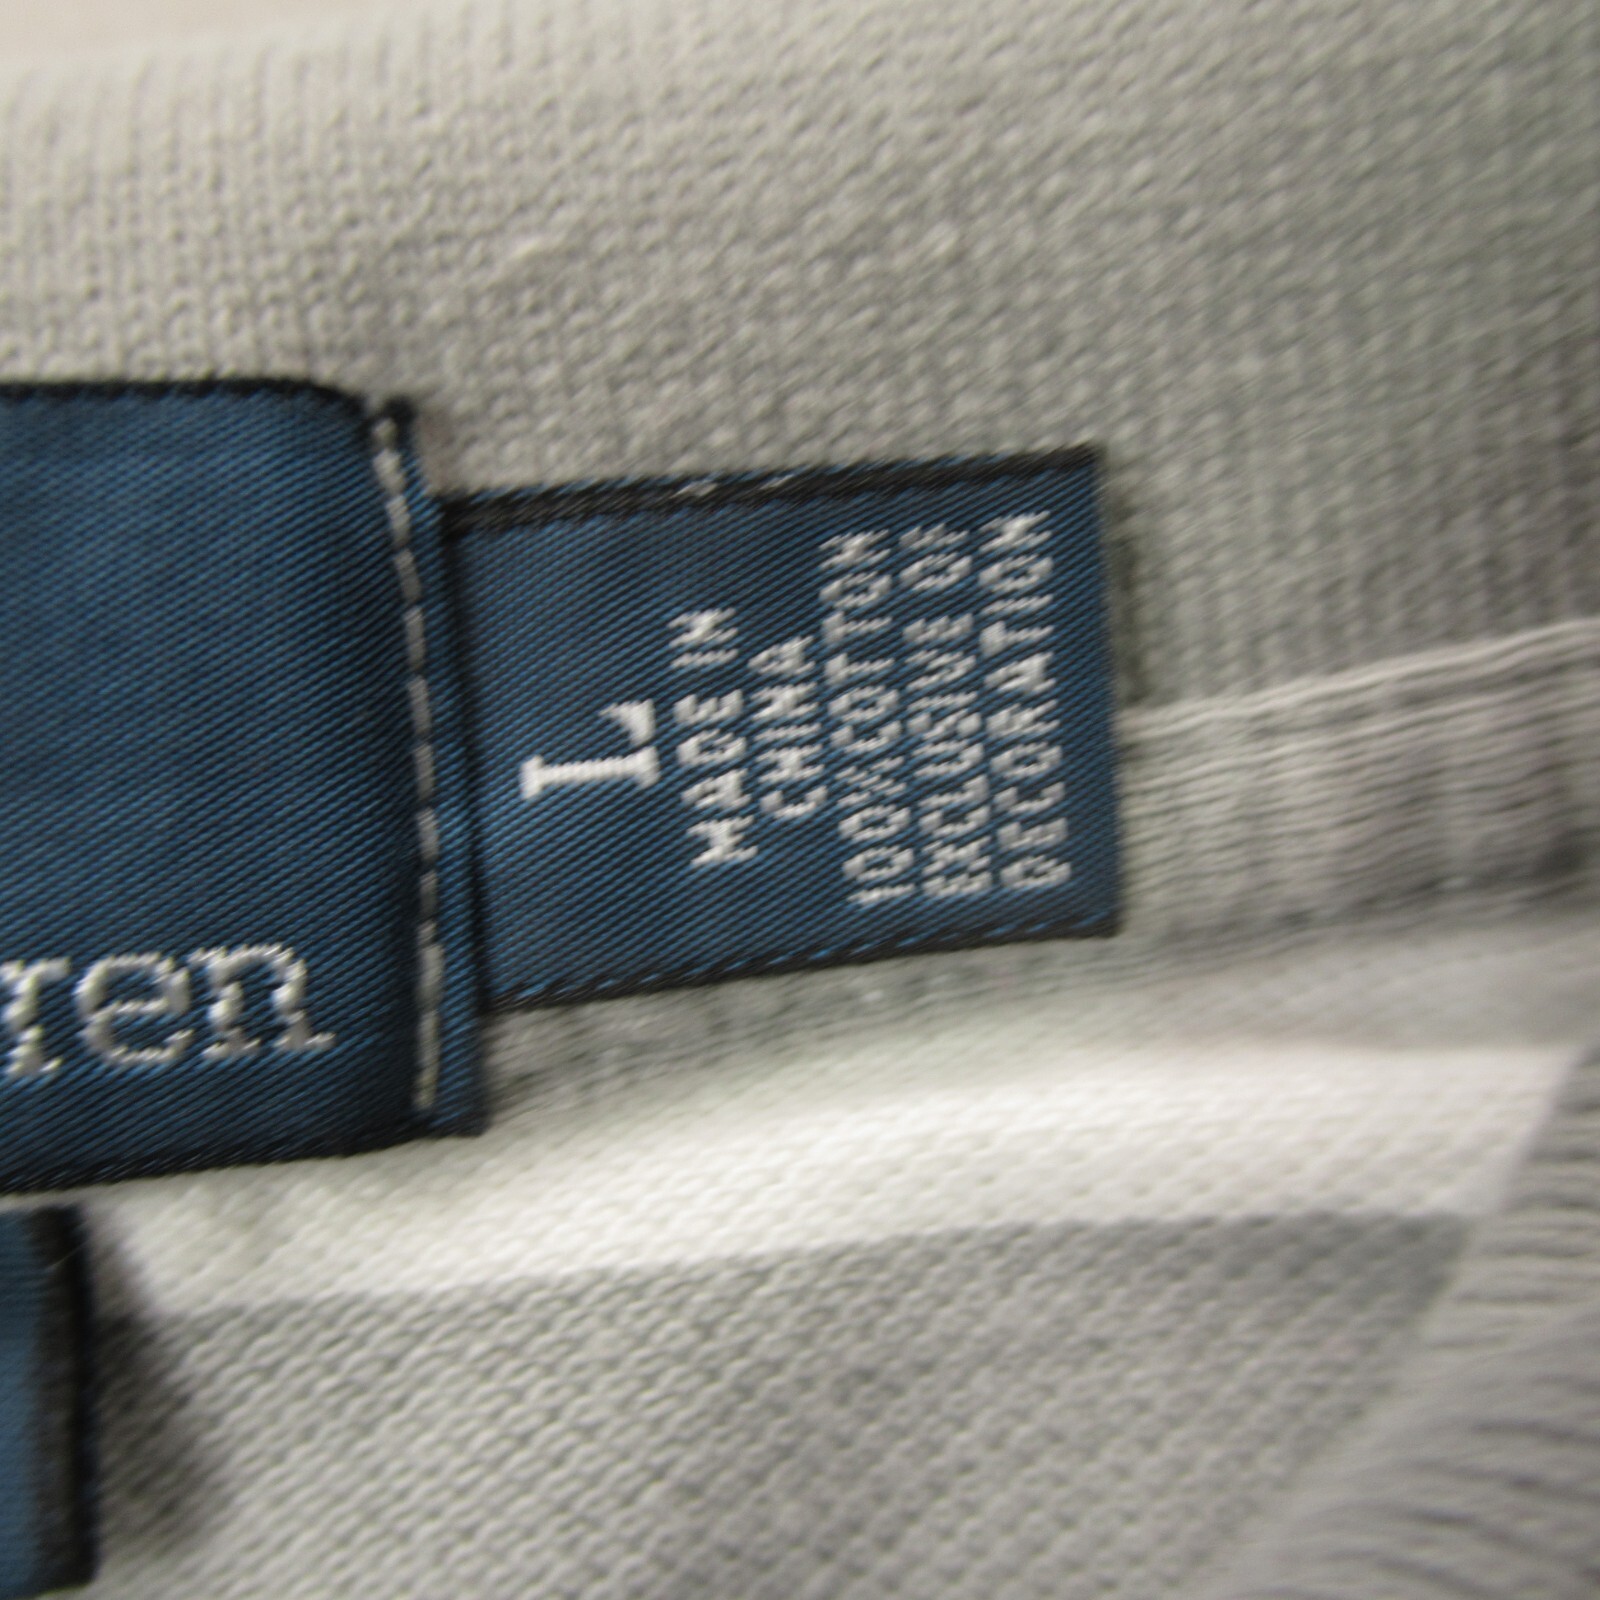 ren
L
MADE IN
CHINA
100%COTTON
EXCLUSIVE OF
DECORATION